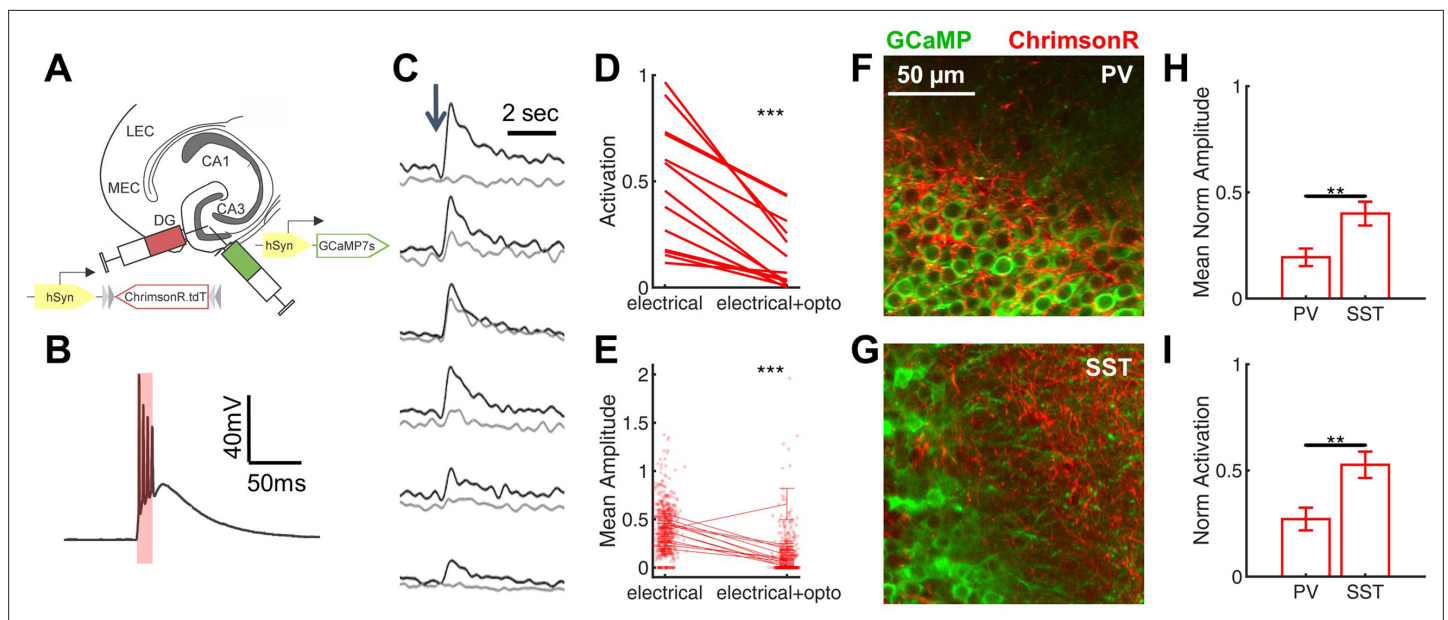 A
LEC
CA1
MEC
CA3
DG
hSyn
GCaMP7s
hSyn
ChrimsonR.tdT
B
40mV
50ms
C
2 sec
D
***
1
0.5
0
Activation
electrical
electrical+opto
E
***
2
1.5
1
0.5
0
Mean Amplitude
electrical
electrical+opto
GCaMP
ChrimsonR
F
50 µm
PV
G
SST
H
1
0.5
0
Mean Norm Amplitude
**
PV
SST
I
1
0.5
0
Norm Activation
**
PV
SST